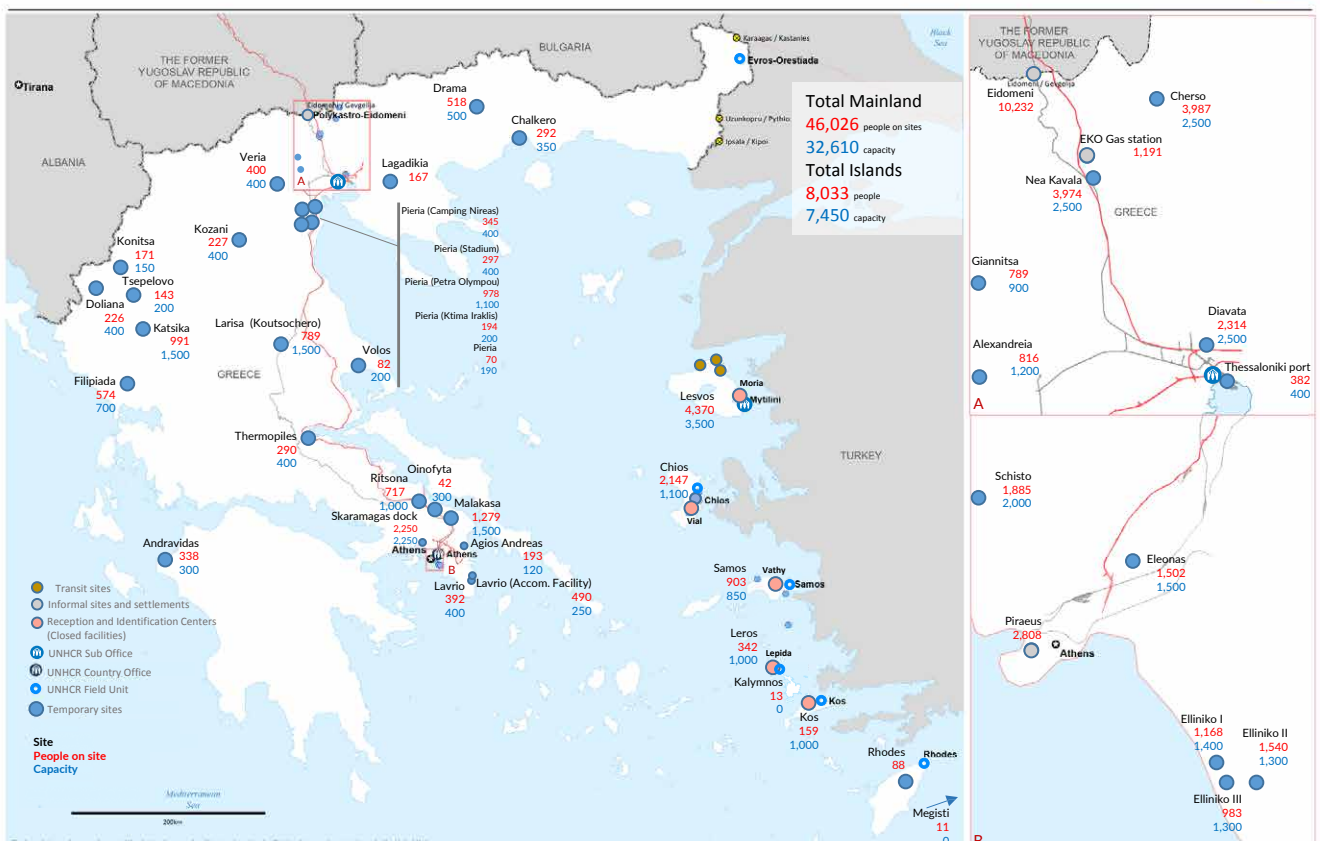 THE FORMER
YUGOSLAV REPUBLIC
OF MACEDONIA
BULGARIA
Black
Sea
Karaagas / Kastanies
Evros-Orestiada
Tirana
ALBANIA
Drama
518
500
Chalkero
292
350
Uzunkopru / Pythio
Ipsala / Kipoi
Total Mainland
46,026 people on sites
32,610 capacity
Total Islands
8,033 people
7,450 capacity
Eidomeni / Gevgelija
Polykastro-Eidomeni
A
Veria
400
400
Lagadikia
167
Kozani
227
400
Pieria (Camping Nireas)
345
400
Pieria (Stadium)
297
400
Pieria (Petra Olympou)
978
1,100
Pieria (Ktima Iraklis)
194
200
Pieria
70
190
Konitsa
171
150
Tsepelovo
143
200
Doliana
226
400
Katsika
991
1,500
Larisa (Koutsochero)
789
1,500
Volos
82
200
GREECE
Filipiada
574
700
Thermopiles
290
400
Lesvos
4,370
3,500
Moria
Mytilini
TURKEY
Chios
2,147
1,100
Chios
Vial
Oinofyta
42
300
Ritsona
717
1,000
Malakasa
1,279
1,500
Skaramagas dock
2,250
2,250
Athens
Athens
B
Agios Andreas
193
120
Lavrio
392
400
Lavrio (Accom. Facility)
490
250
Andravidas
338
300
Samos
903
850
Vathy
Samos
Leros
342
1,000
Lepida
Kalymnos
13
0
Kos
Kos
159
1,000
Rhodes
88
Rhodes
Megisti
11
0
Transit sites
Informal sites and settlements
Reception and Identification Centers
(Closed facilities)
UNHCR Sub Office
UNHCR Country Office
UNHCR Field Unit
Temporary sites
Site
People on site
Capacity
Mediterranean
Sea
200km
THE FORMER
YUGOSLAV REPUBLIC
OF MACEDONIA
Eidomeni / Gevgelija
Eidomeni
10,232
Cherso
3,987
2,500
EKO Gas station
1,191
Nea Kavala
3,974
2,500
GREECE
Giannitsa
789
900
Diavata
2,314
2,500
Alexandreia
816
1,200
Thessaloniki port
382
400
A
Schisto
1,885
2,000
Eleonas
1,502
1,500
Piraeus
2,808
Athens
Elliniko I
1,168
1,400
Elliniko II
1,540
1,300
Elliniko III
983
1,300
B